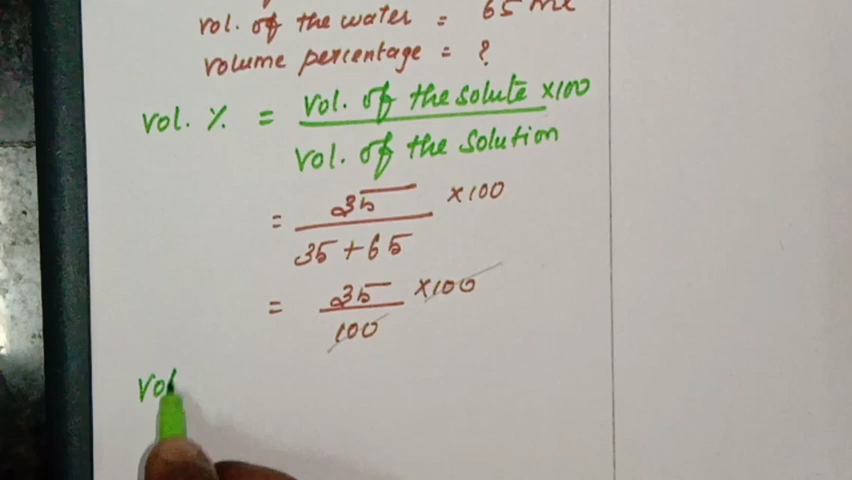 vol. of the water = 65 ml
volume percentage = ?
vol. % = vol. of the solute ×100
vol. of the solution
= 35 ×100
35+65
= 35 ×100
100
Vol